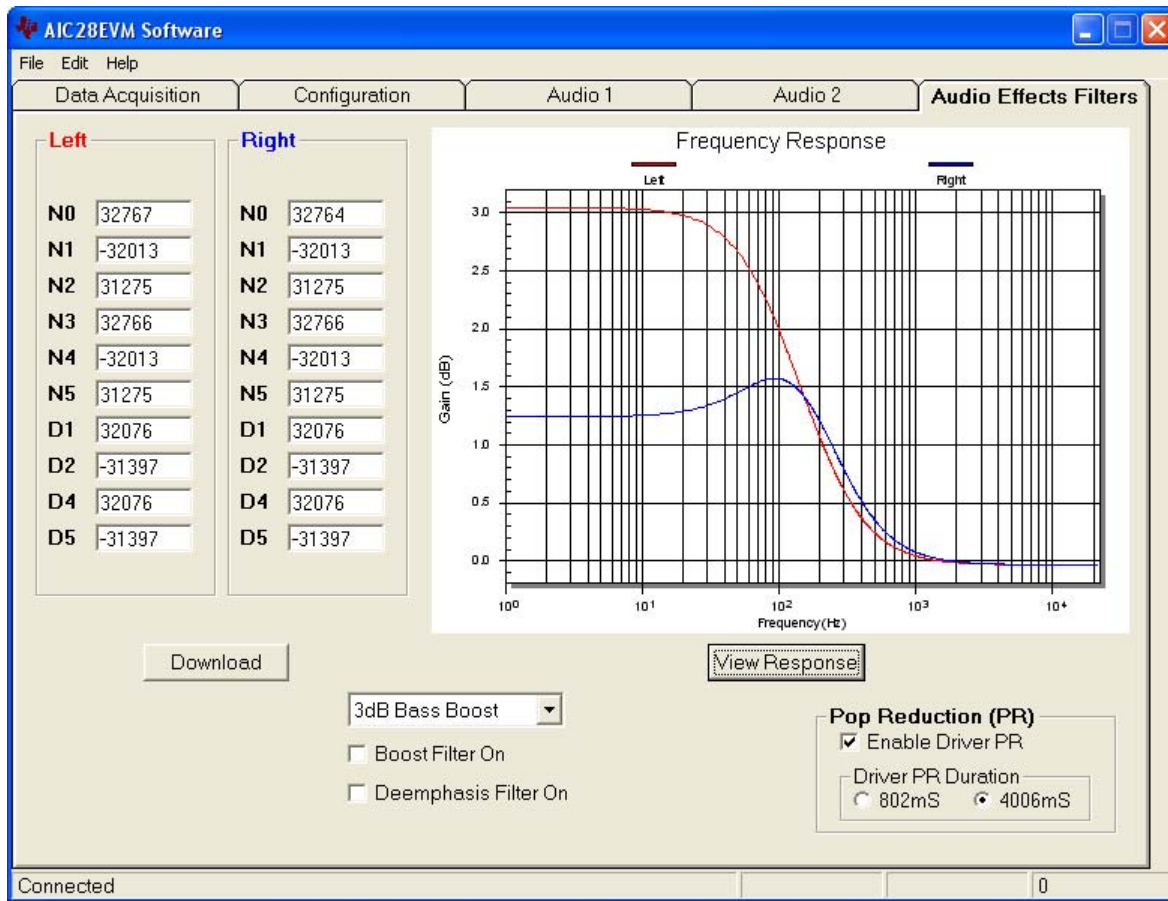 AIC28EVM Software
File Edit Help
Data Acquisition Configuration Audio 1 Audio 2 Audio Effects Filters
Left
N0 32767
N1 -32013
N2 31275
N3 32766
N4 -32013
N5 31275
D1 32076
D2 -31397
D4 32076
D5 -31397
Right
N0 32764
N1 -32013
N2 31275
N3 32766
N4 -32013
N5 31275
D1 32076
D2 -31397
D4 32076
D5 -31397
Frequency Response
Left Right
Gain (dB)
3.0
2.5
2.0
1.5
1.0
0.5
0.0
10⁰ 10¹ 10² 10³ 10⁴
Frequency(Hz)
Download
View Response
3dB Bass Boost
Boost Filter On
Deemphasis Filter On
Pop Reduction (PR)
Enable Driver PR
Driver PR Duration
802mS 4006mS
Connected 0